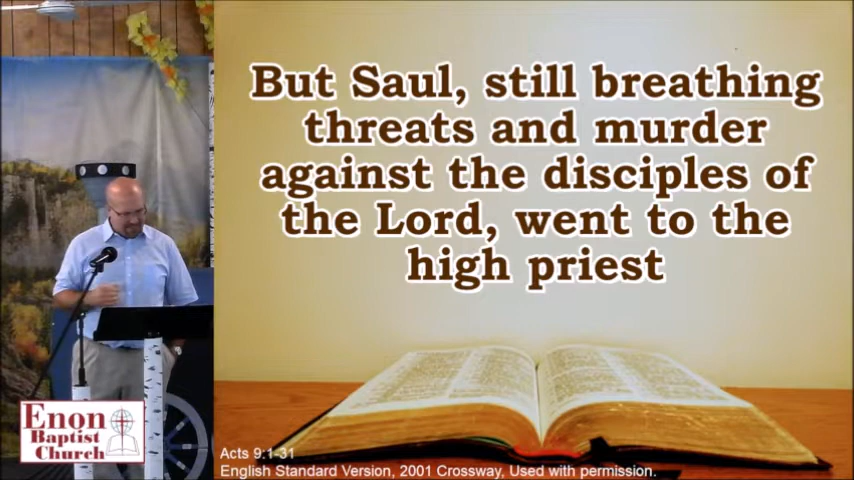 But Saul, still breathing
threats and murder
against the disciples of
the Lord, went to the
high priest
Enon
Baptist
Church
Acts 9:1-31
English Standard Version, 2001 Crossway, Used with permission.